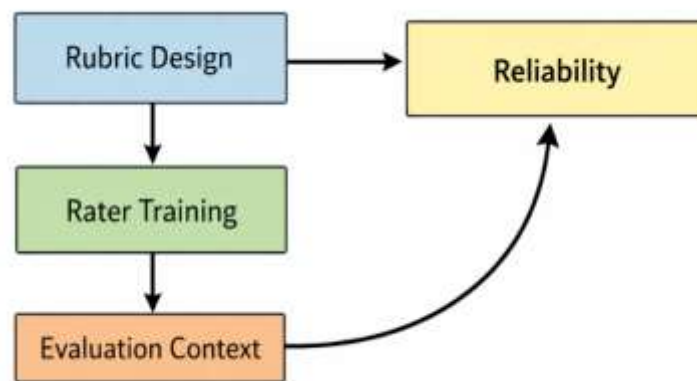 Rubric Design
Reliability
Rater Training
Evaluation Context